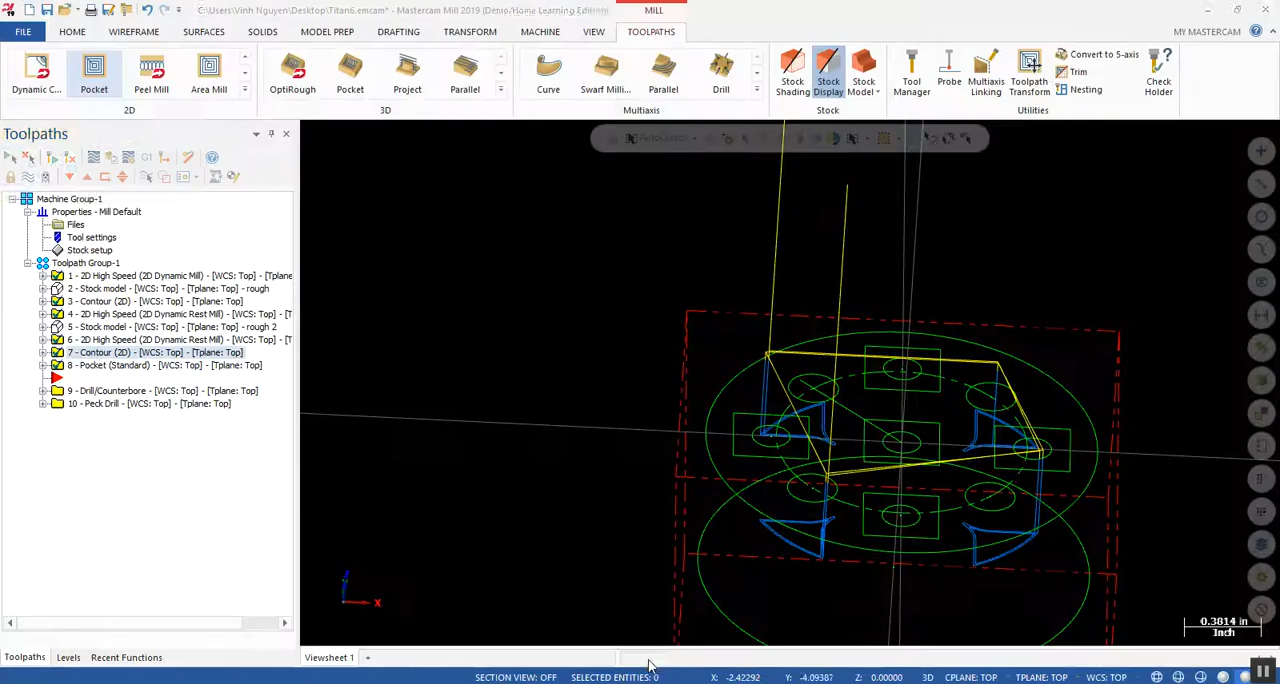 C:\Users\Vinh Nguyen\Desktop\Titan6.emcam* - Mastercam Mill 2019 (Demo/Home Learning Edition)
MILL
FILE HOME WIREFRAME SURFACES SOLIDS MODEL PREP DRAFTING TRANSFORM MACHINE VIEW TOOLPATHS MY MASTERCAM
Dynamic C... Pocket Peel Mill Area Mill OptiRough Pocket Project Parallel Curve Swarf Milli... Parallel Drill Stock Shading Stock Display Stock Model Tool Manager Probe Multiaxis Linking Toolpath Transform Convert to 5-axis Trim Nesting Check Holder
2D 3D Multiaxis Stock Utilities
Toolpaths
G1
Machine Group-1
Properties - Mill Default
Files
Tool settings
Stock setup
Toolpath Group-1
1 - 2D High Speed (2D Dynamic Mill) - [WCS: Top] - [Tplane
2 - Stock model - [WCS: Top] - [Tplane: Top] - rough
3 - Contour (2D) - [WCS: Top] - [Tplane: Top]
4 - 2D High Speed (2D Dynamic Rest Mill) - [WCS: Top] - [T
5 - Stock model - [WCS: Top] - [Tplane: Top] - rough 2
6 - 2D High Speed (2D Dynamic Rest Mill) - [WCS: Top] - [T
7 - Contour (2D) - [WCS: Top] - [Tplane: Top]
8 - Pocket (Standard) - [WCS: Top] - [Tplane: Top]
9 - Drill/Counterbore - [WCS: Top] - [Tplane: Top]
10 - Peck Drill - [WCS: Top] - [Tplane: Top]
X
0.3814 in
Inch
Toolpaths Levels Recent Functions Viewsheet 1 +
SECTION VIEW: OFF SELECTED ENTITIES: 0 X: -2.42292 Y: -4.09387 Z: 0.00000 3D CPLANE: TOP TPLANE: TOP WCS: TOP